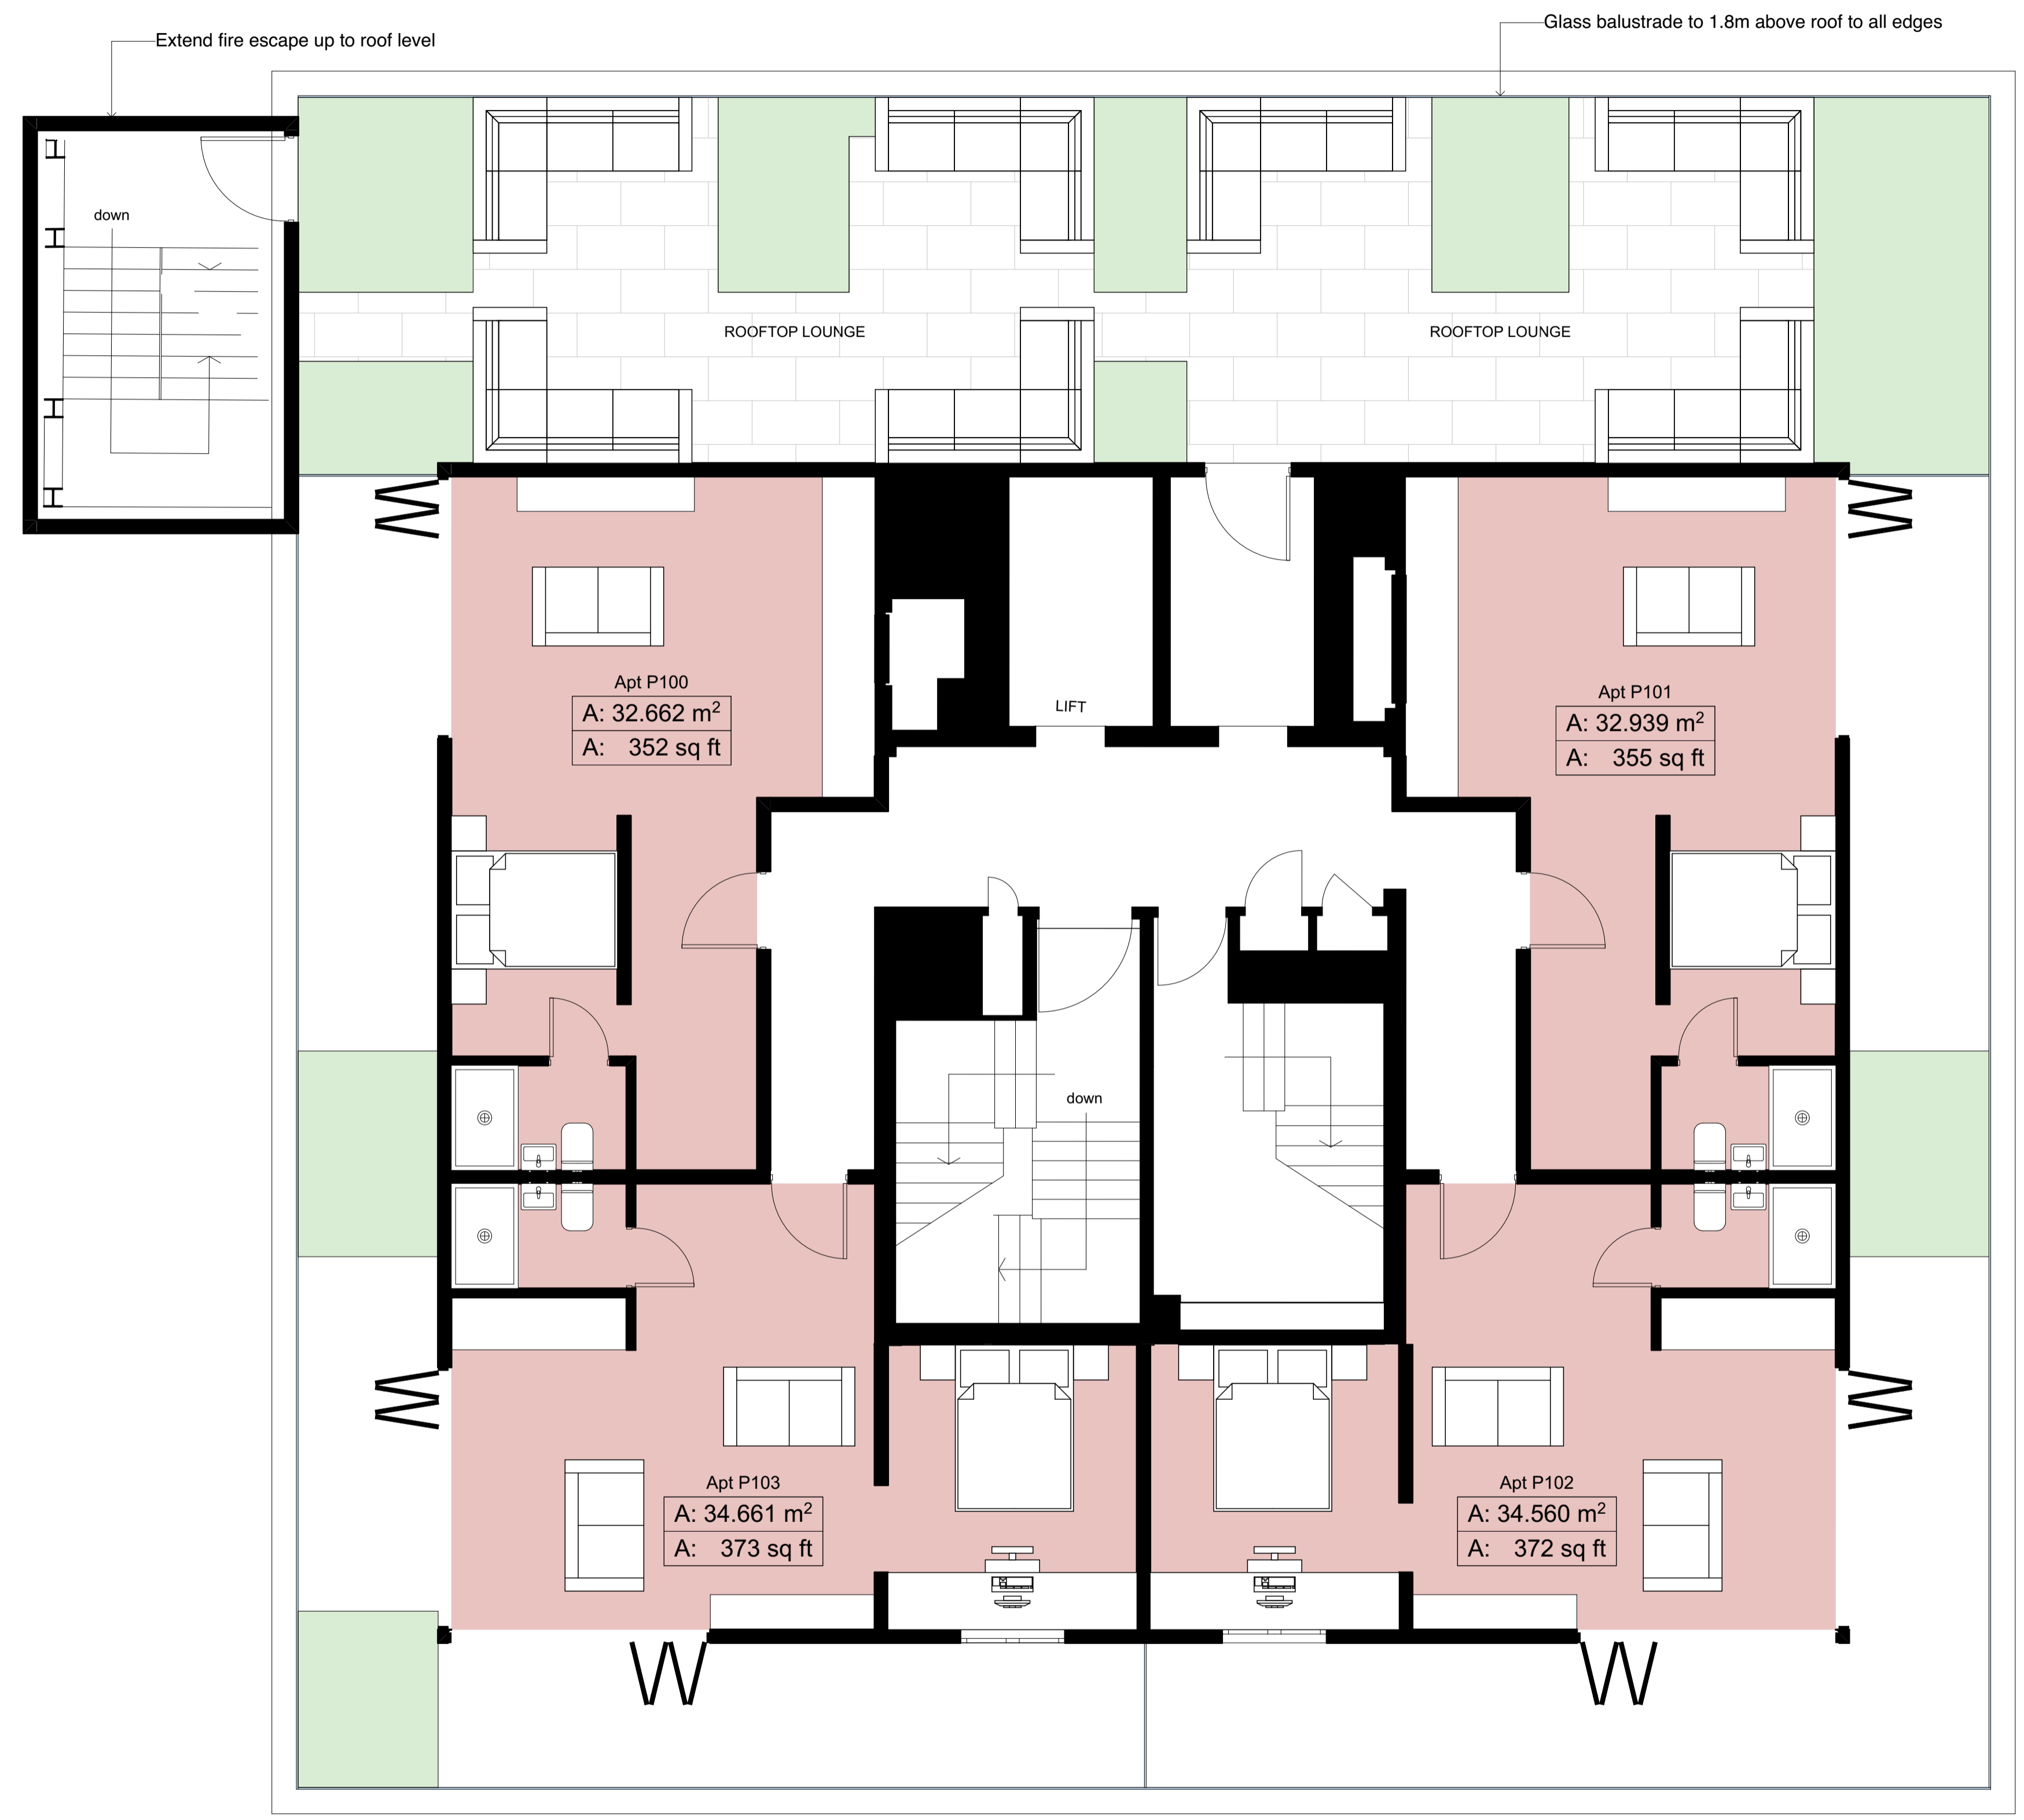 Glass balustrade to 1.8m above roof to all edges
Extend fire escape up to roof level
down
ROOFTOP LOUNGE
ROOFTOP LOUNGE
Apt P100
A: 32.662 m²
A: 352 sq ft
LIFT
Apt P101
A: 32.939 m²
A: 355 sq ft
down
Apt P103
A: 34.661 m²
A: 373 sq ft
Apt P102
A: 34.560 m²
A: 372 sq ft